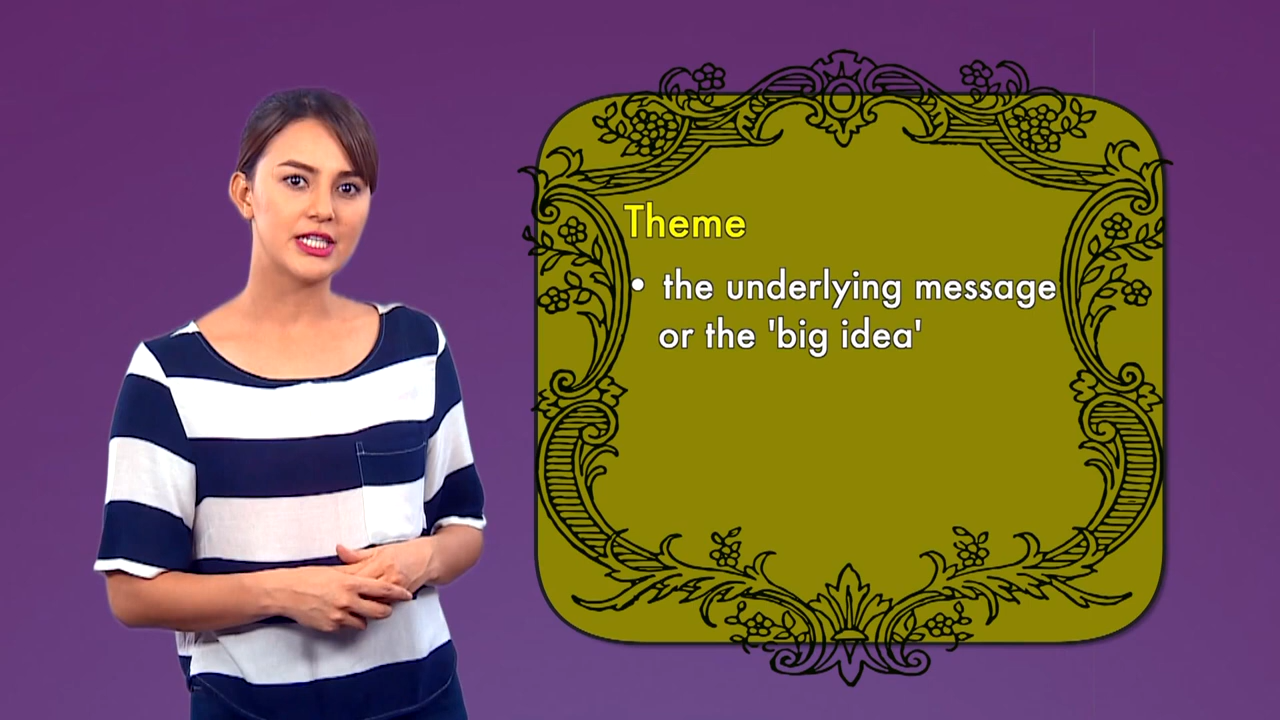 Theme
• the underlying message
or the 'big idea'